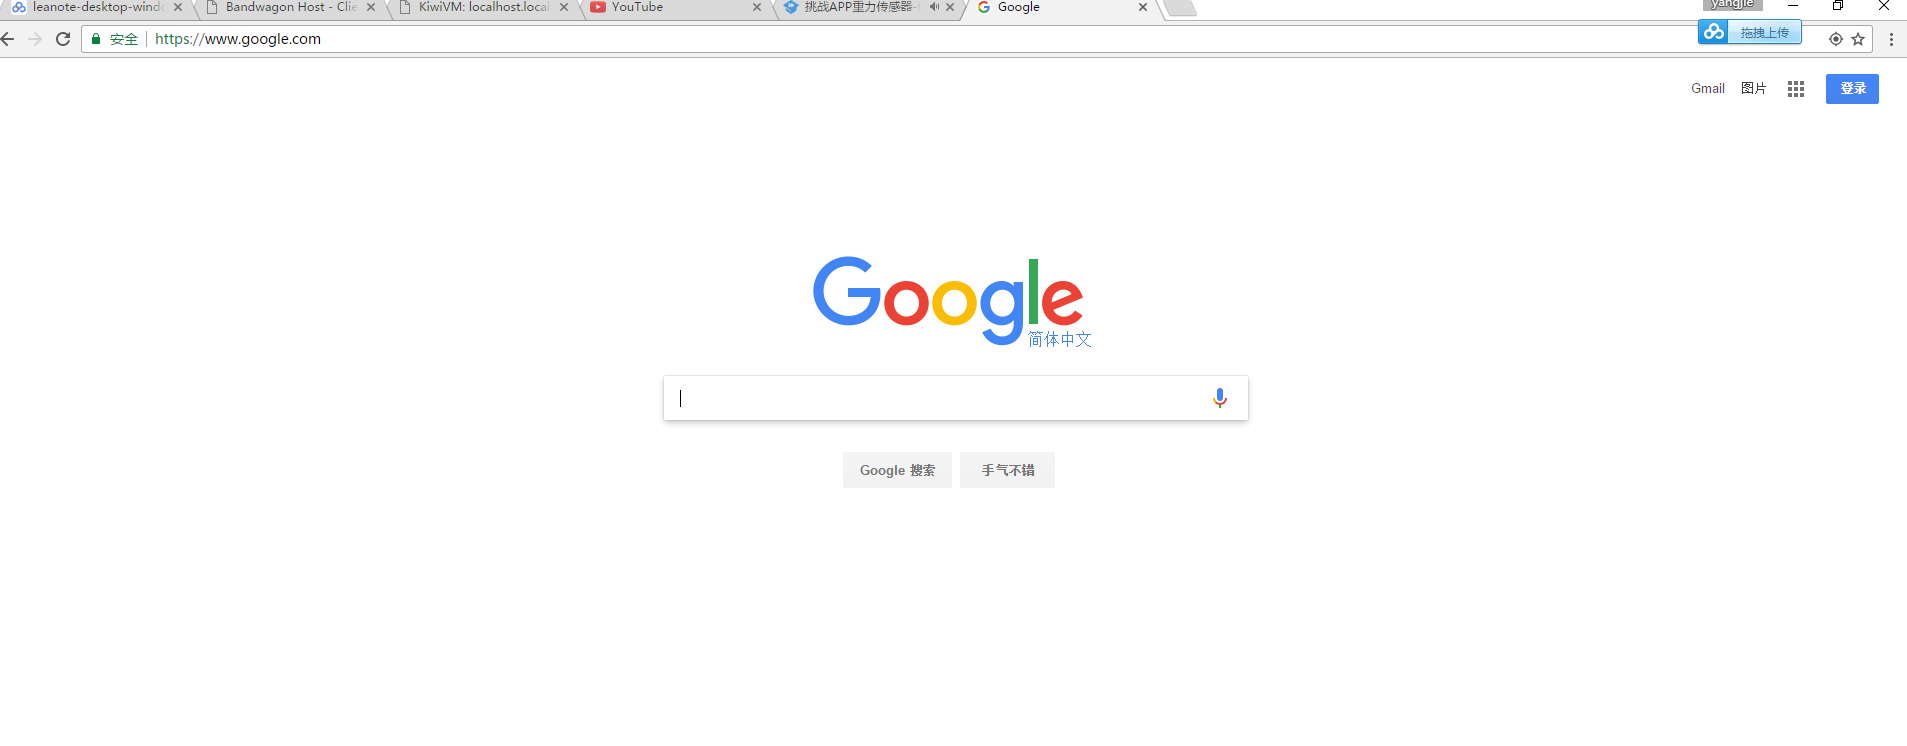 leanote-desktop-windo
Bandwagon Host - Clie
KiwiVM: localhost.local
YouTube
挑战APP重力传感器-
Google
yangjie
安全
https://www.google.com
拖拽上传
Gmail
图片
登录
Google
简体中文
Google 搜索
手气不错